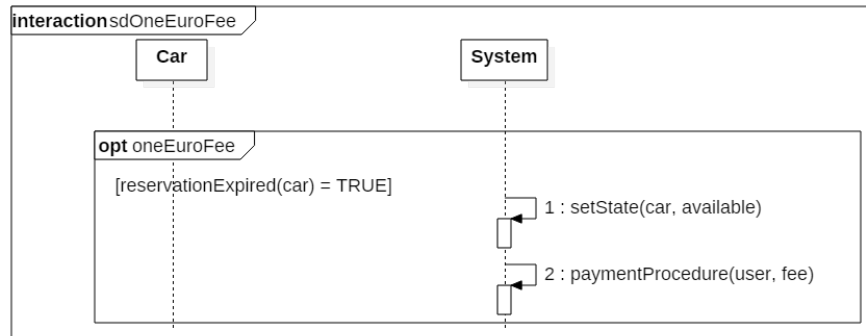 interaction sdOneEuroFee
Car
System
opt oneEuroFee
[reservationExpired(car) = TRUE]
1 : setState(car, available)
2 : paymentProcedure(user, fee)